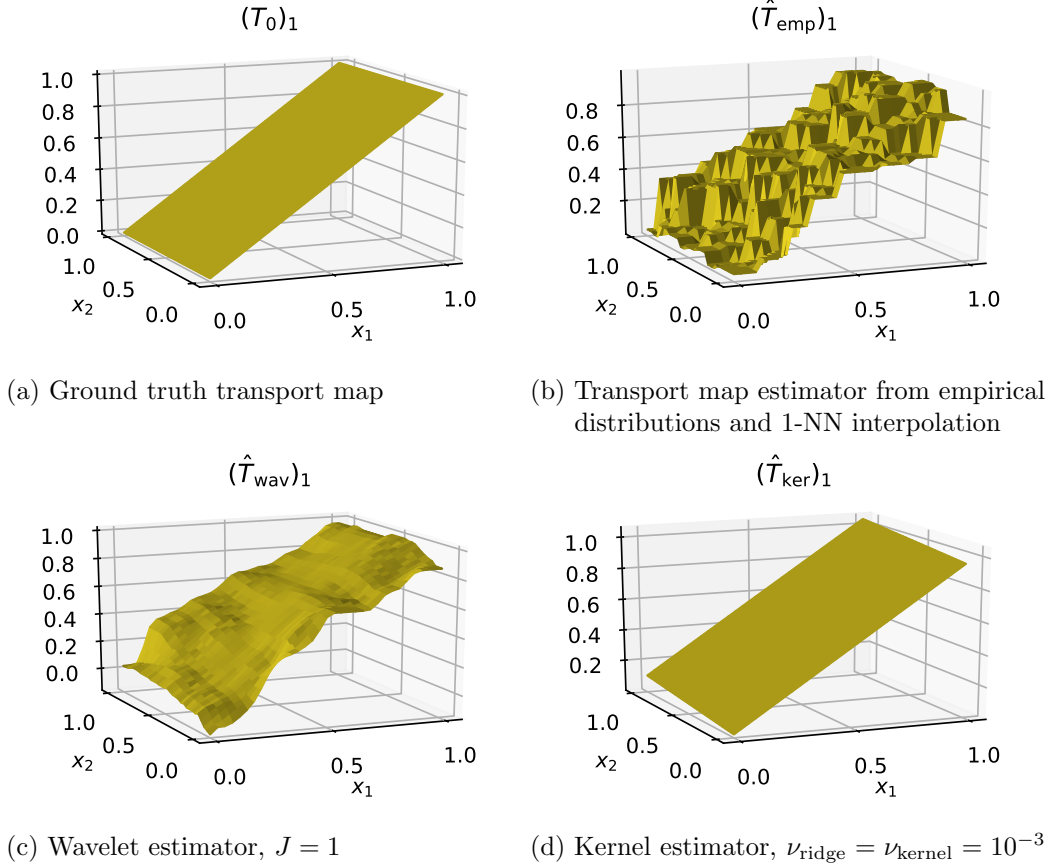 (T₀)₁
1.0
0.8
0.6
0.4
0.2
0.0
1.0
0.5
0.0
x₂
0.0
0.5
1.0
x₁
(T̂emp)₁
0.8
0.6
0.4
0.2
1.0
0.5
0.0
x₂
0.0
0.5
1.0
x₁
(a) Ground truth transport map
(b) Transport map estimator from empirical
distributions and 1-NN interpolation
(T̂wav)₁
1.0
0.8
0.6
0.4
0.2
0.0
1.0
0.5
0.0
x₂
0.0
0.5
1.0
x₁
(T̂ker)₁
1.0
0.8
0.6
0.4
0.2
1.0
0.5
0.0
x₂
0.0
0.5
1.0
x₁
(c) Wavelet estimator, J = 1
(d) Kernel estimator, νridge = νkernel = 10⁻³